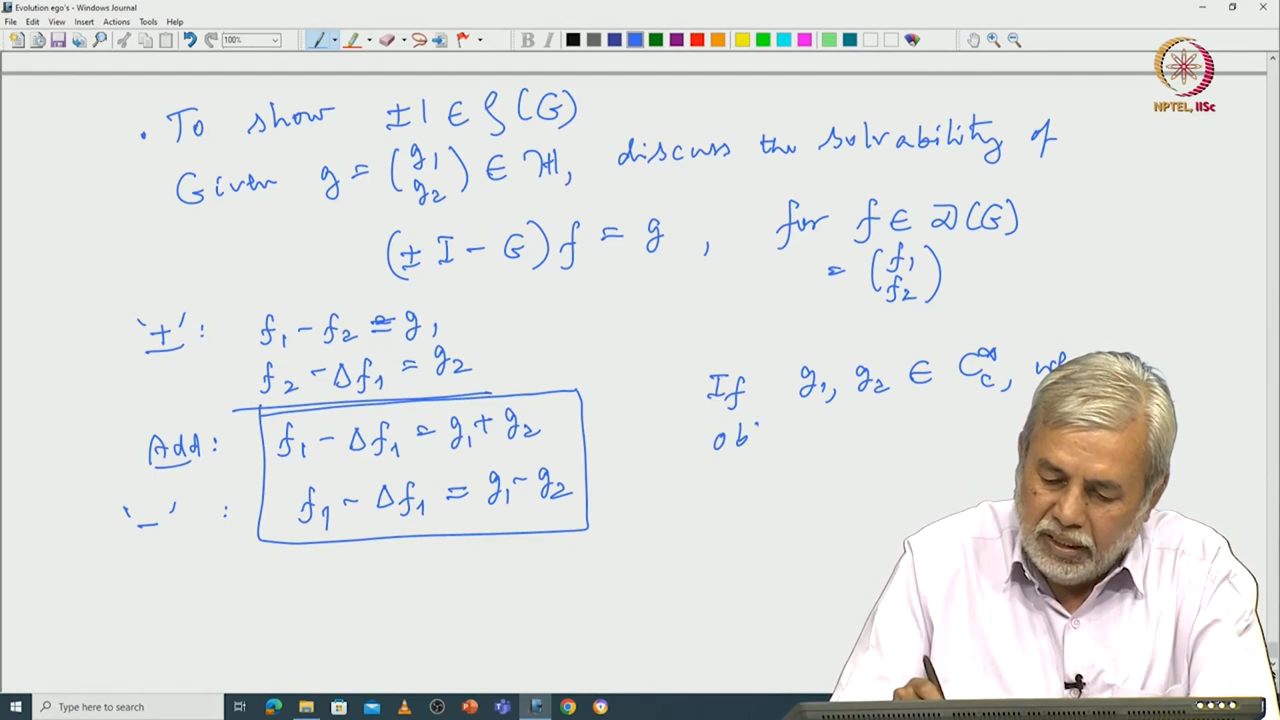 Evolution eqo's - Windows Journal
File Edit View Insert Actions Tools Help
100%
B I
NPTEL, IISc
. To show ±1 ∈ ρ(G)
Given g = (g1 g2) ∈ ℋ, discuss the solvability of
(± I - G) f = g , for f ∈ D(G)
= (f1 f2)
'+' : f1 - f2 = g1
f2 - Δf1 = g2
If g1, g2 ∈ C_c^∞,
Add : f1 - Δf1 = g1 + g2
ob
'-' : f1 - Δf1 = g1 - g2
Type here to search